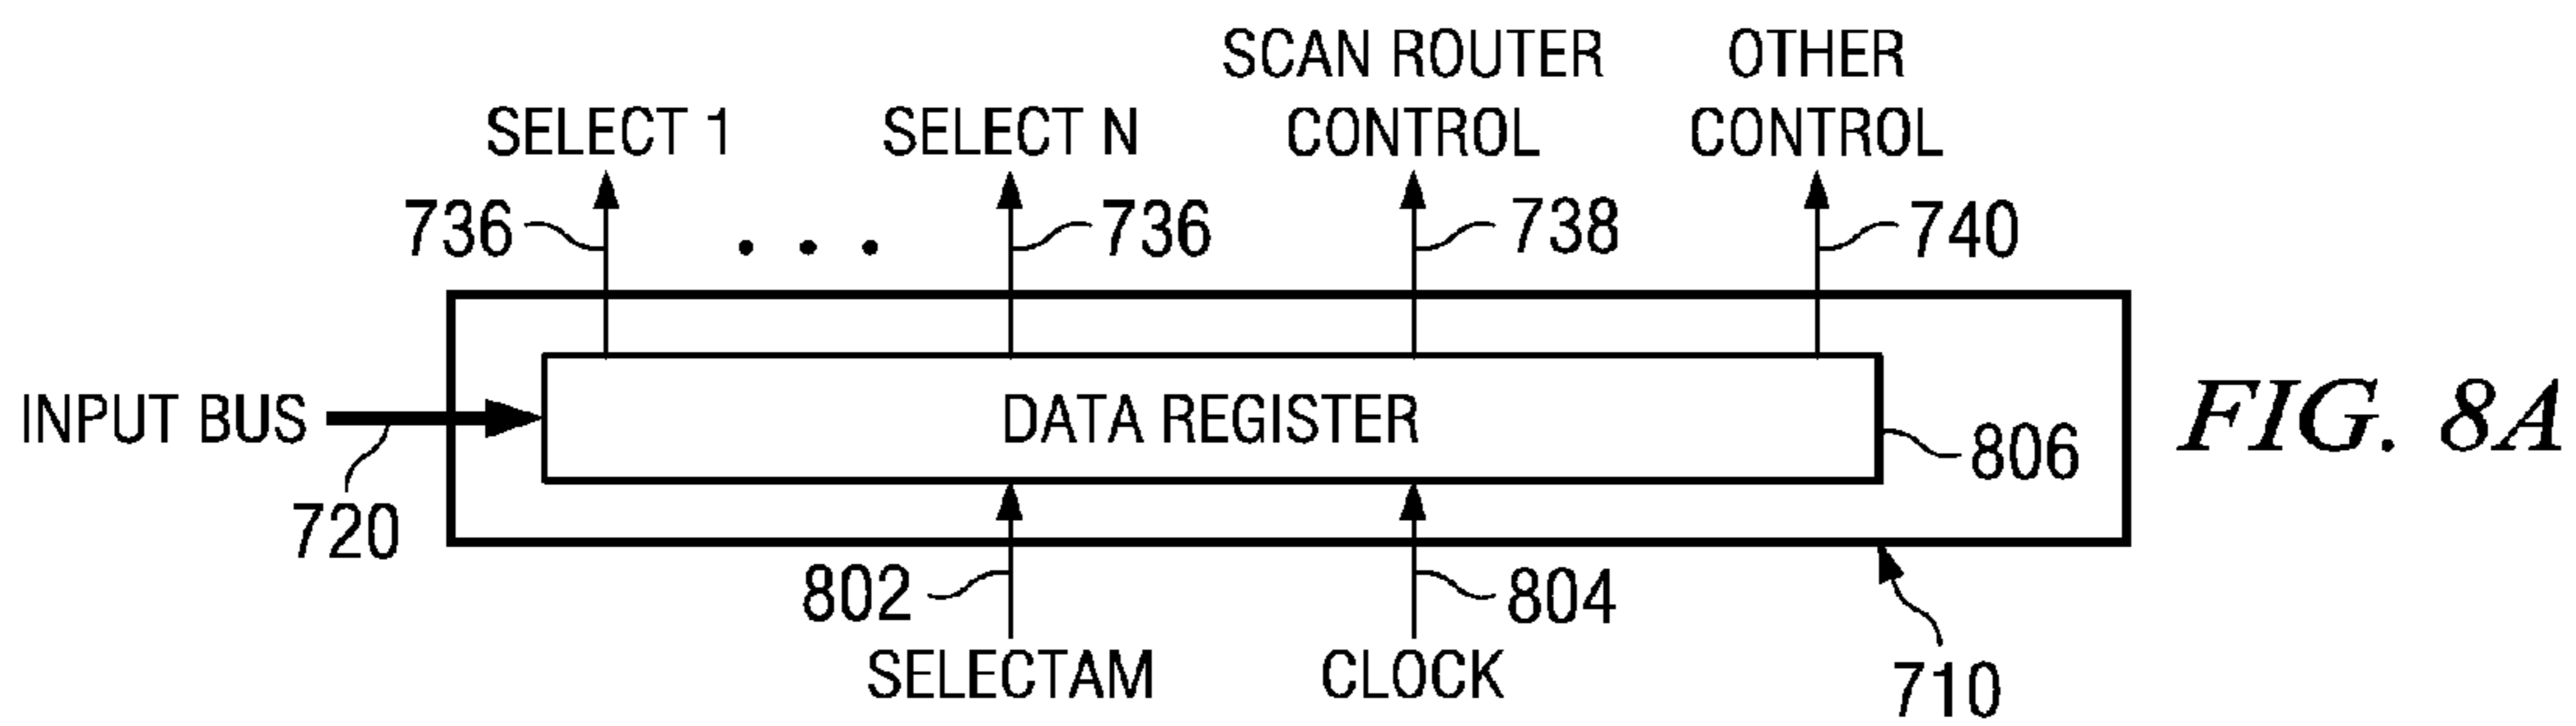 SCAN ROUTER OTHER
SELECT 1 SELECT N CONTROL CONTROL
736 736 738 740
INPUT BUS DATA REGISTER 806 FIG. 8A
720
802 804
SELECTAM CLOCK 710